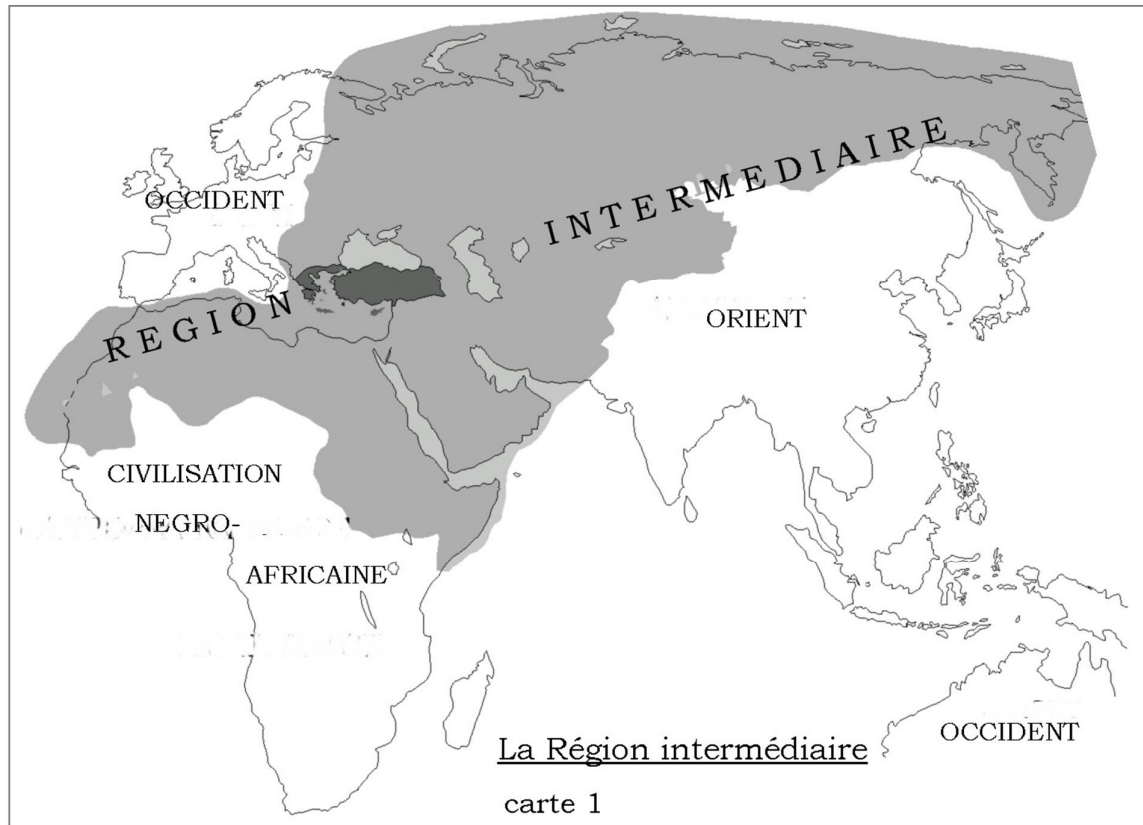 REGION INTERMEDIAIRE
OCCIDENT
ORIENT
CIVILISATION
NEGRO-
AFRICAINE
OCCIDENT
La Région intermédiaire
carte 1